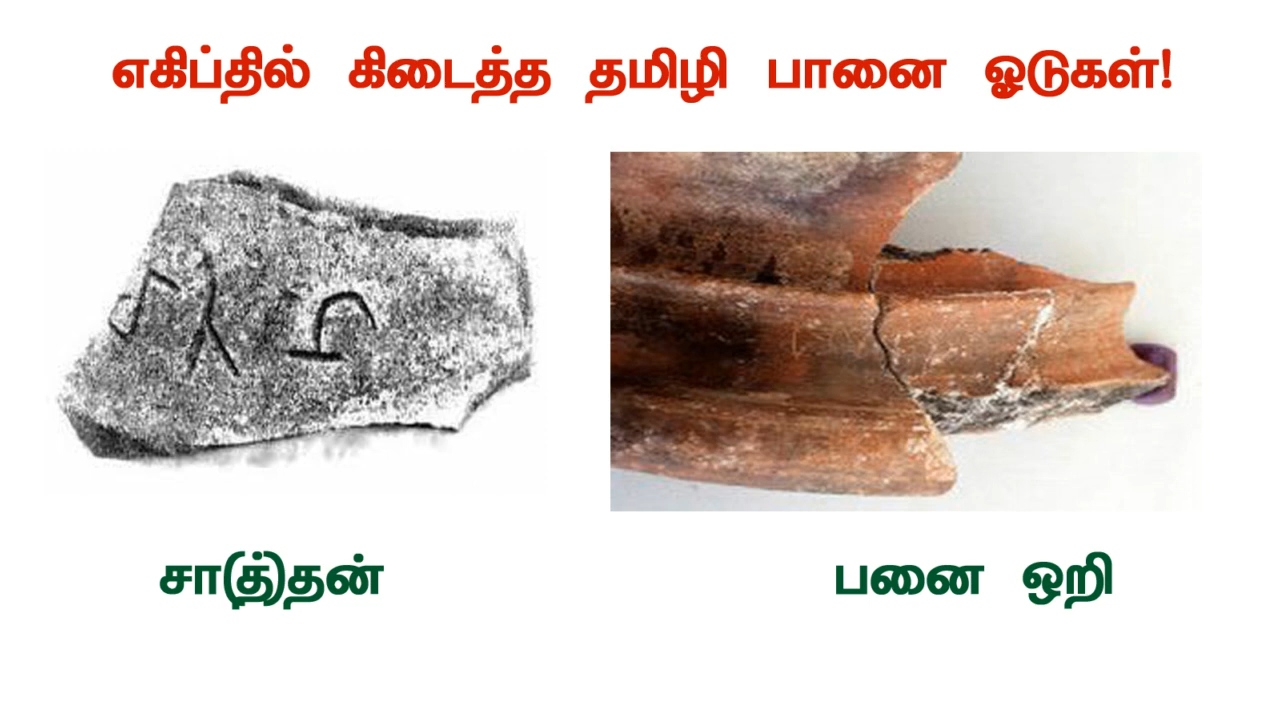 எகிப்தில் கிடைத்த தமிழி பானை ஓடுகள்!
சா(த்)தன்
பனை ஒறி